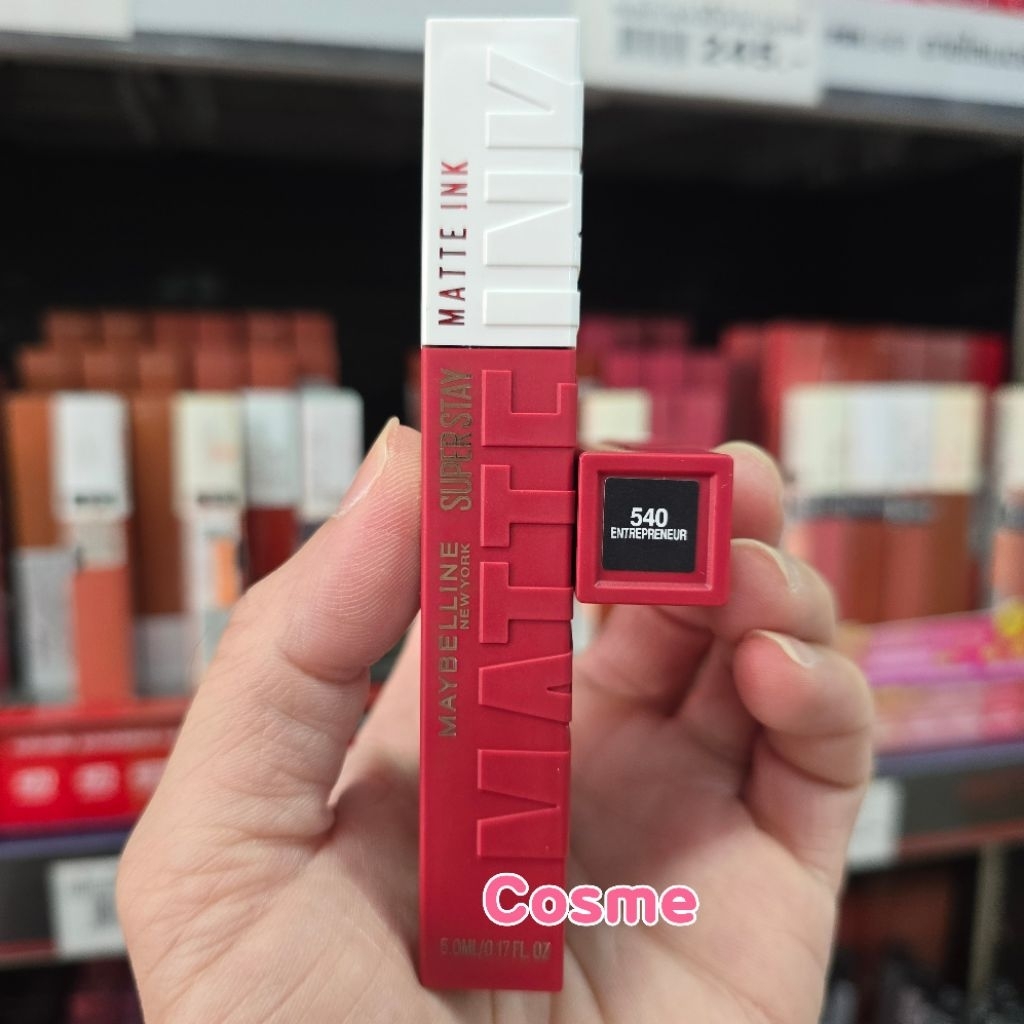 MATTE INK
MATTE INK
SUPERSTAY
MAYBELLINE
NEW YORK
540
ENTREPRENEUR
Cosme
5.0ML/0.17 FL. OZ